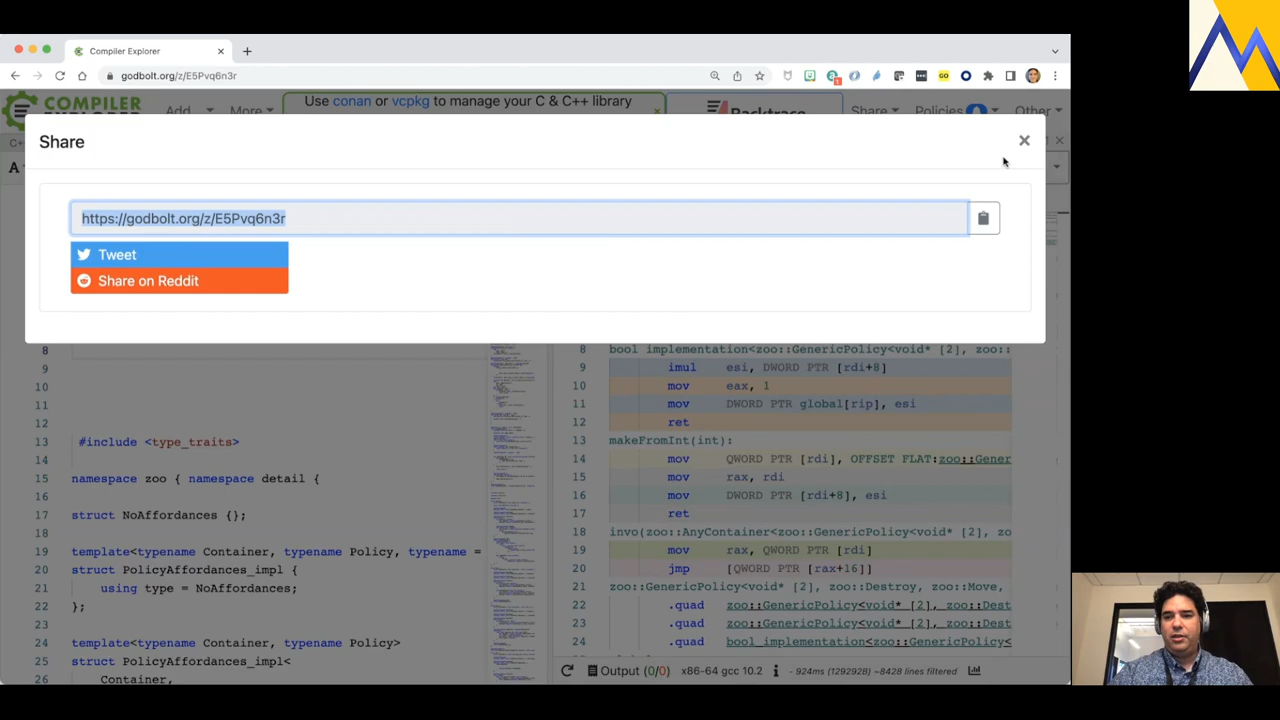 Compiler Explorer
godbolt.org/z/E5Pvq6n3r
GO
1
COMPILER
Add
More
Use conan or vcpkg to manage your C & C++ library
Backtrace
Share
Policies
Other
Share
https://godbolt.org/z/E5Pvq6n3r
Tweet
Share on Reddit
8
9
10
11
12
13 #include <type_traits>
14
15 namespace zoo { namespace detail {
16
17 struct NoAffordances {};
18
19 template<typename Container, typename Policy, typename =
20 struct PolicyAffordances_impl {
21 using type = NoAffordances;
22 };
23
24 template<typename Container, typename Policy>
25 struct PolicyAffordances_impl<
26 Container,
8 bool implementation<zoo::GenericPolicy<void* [2], zoo::
9 imul esi, DWORD PTR [rdi+8]
10 mov eax, 1
11 mov DWORD PTR global[rip], esi
12 ret
13 makeFromInt(int):
14 mov QWORD PTR [rdi], OFFSET FLAT:zoo::Gener
15 mov rax, rdi
16 mov DWORD PTR [rdi+8], esi
17 ret
18 invo(zoo::AnyContainer<zoo::GenericPolicy<void* [2], zo
19 mov rax, QWORD PTR [rdi]
20 jmp [QWORD PTR [rax+16]]
21 zoo::GenericPolicy<void* [2], zoo::Destroy, zoo::Move,
22 .quad zoo::GenericPolicy<void* [2], zoo::Dest
23 .quad zoo::GenericPolicy<void* [2], zoo::Dest
24 .quad bool implementation<zoo::GenericPolicy<
Output (0/0) x86-64 gcc 10.2 i - 924ms (1292928) ~8428 lines filtered